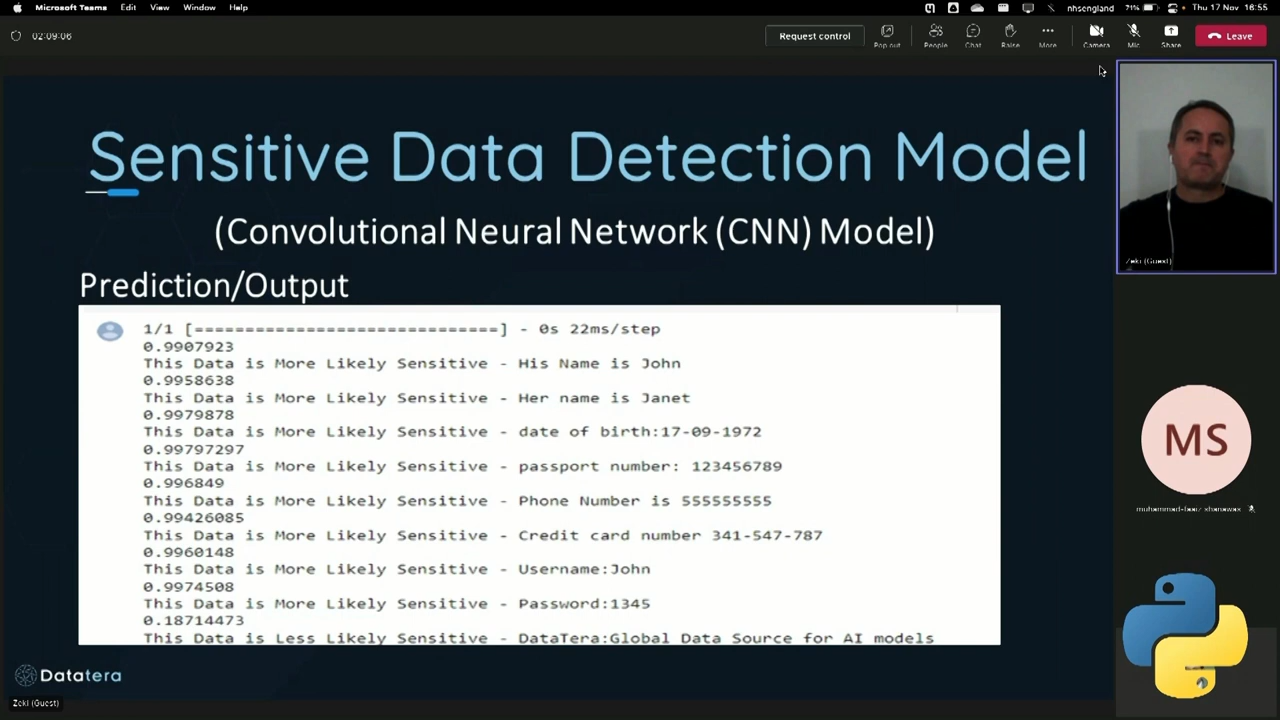 Microsoft Teams Edit View Window Help
nhsengland 71% Thu 17 Nov 16:55
02:09:06
Request control
Pop out
People
Chat
Raise
More
Camera
Mic
Share
Leave
Sensitive Data Detection Model
(Convolutional Neural Network (CNN) Model)
Prediction/Output
1/1 [==============================] - 0s 22ms/step
0.9907923
This Data is More Likely Sensitive - His Name is John
0.9958638
This Data is More Likely Sensitive - Her name is Janet
0.9979878
This Data is More Likely Sensitive - date of birth:17-09-1972
0.99797297
This Data is More Likely Sensitive - passport number: 123456789
0.996849
This Data is More Likely Sensitive - Phone Number is 555555555
0.99426085
This Data is More Likely Sensitive - Credit card number 341-547-787
0.9960148
This Data is More Likely Sensitive - Username:John
0.9974508
This Data is More Likely Sensitive - Password:1345
0.18714473
This Data is Less Likely Sensitive - DataTera:Global Data Source for AI models
Datatera
Zeki (Guest)
Zeki (Guest)
MS
muhammad-faaiz shanawas